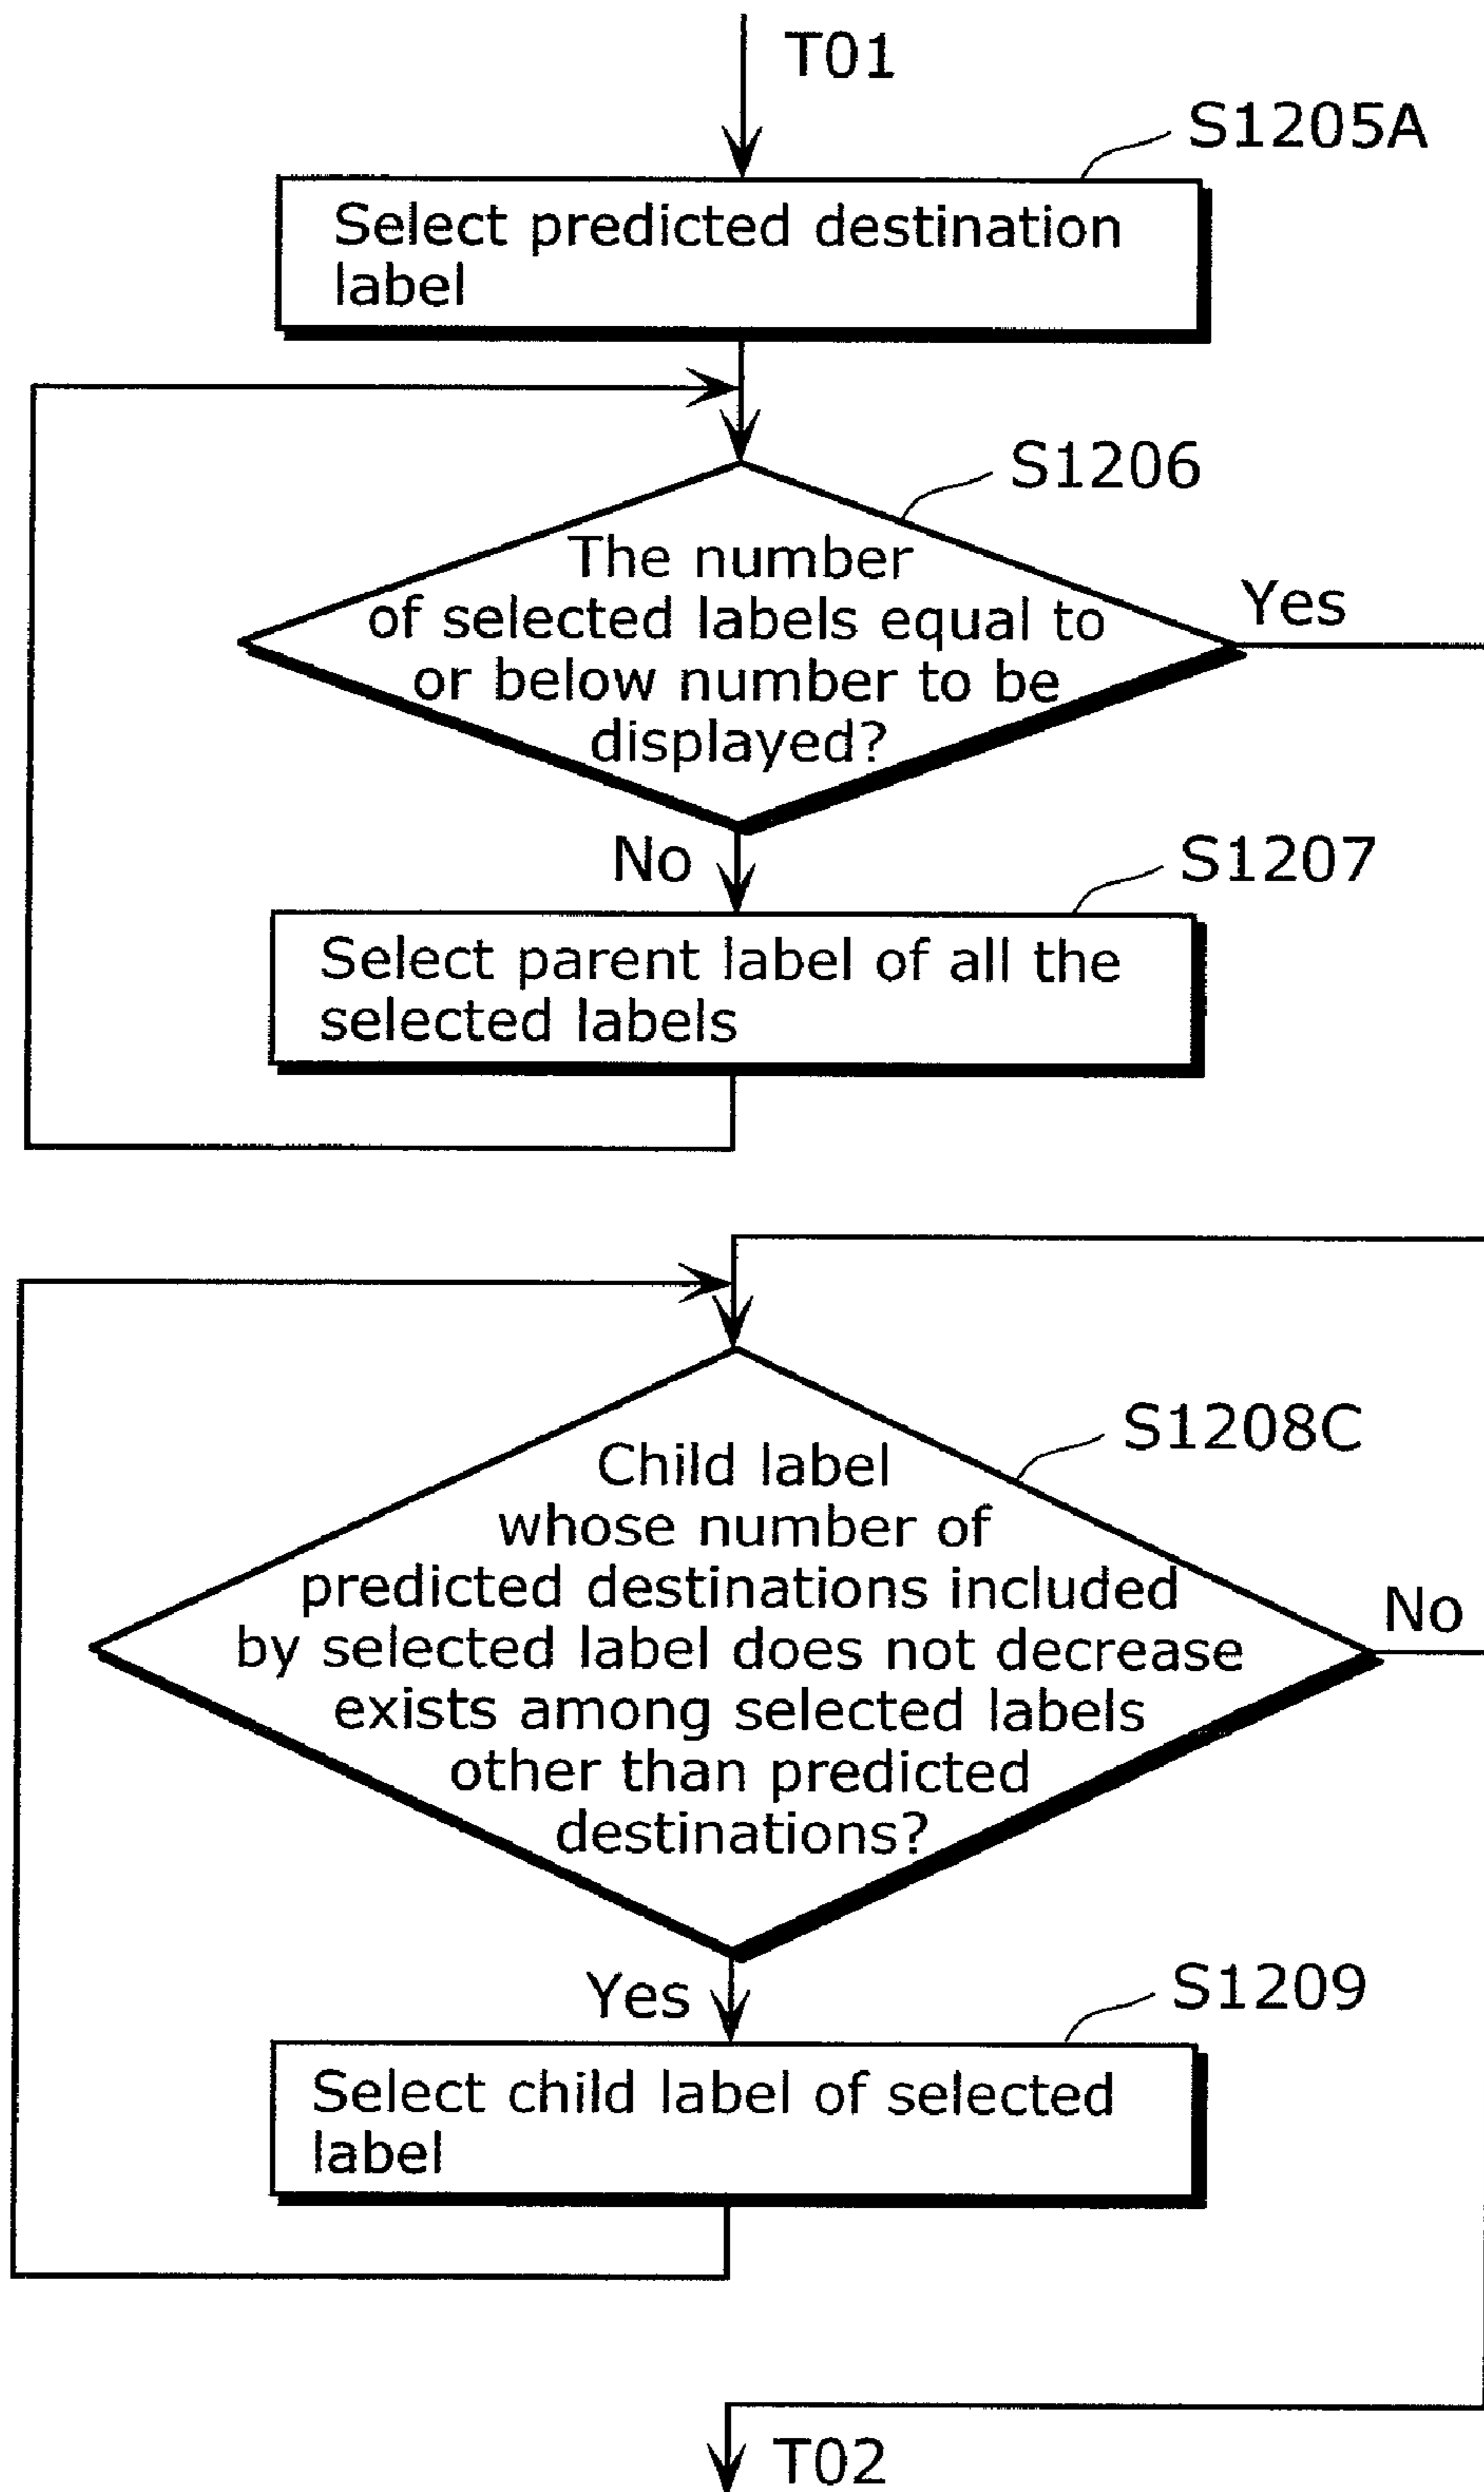 T01
S1205A
Select predicted destination
label
S1206
The number
of selected labels equal to
or below number to be
displayed?
Yes
No
S1207
Select parent label of all the
selected labels
S1208C
Child label
whose number of
predicted destinations included
by selected label does not decrease
exists among selected labels
other than predicted
destinations?
No
Yes
S1209
Select child label of selected
label
T02